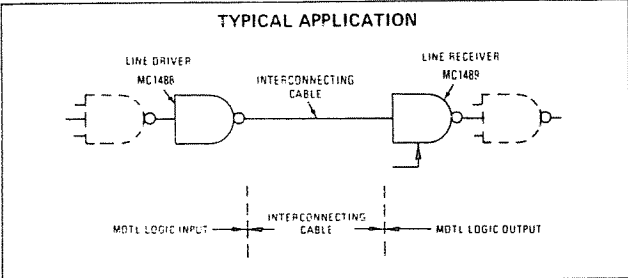 TYPICAL APPLICATION
LINE DRIVER
MC1488
INTERCONNECTING
CABLE
LINE RECEIVER
MC1489
MDTL LOGIC INPUT
INTERCONNECTING
CABLE
MDTL LOGIC OUTPUT